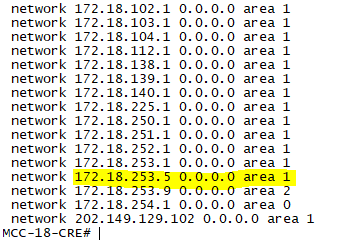 network 172.18.102.1 0.0.0.0 area 1
network 172.18.103.1 0.0.0.0 area 1
network 172.18.104.1 0.0.0.0 area 1
network 172.18.112.1 0.0.0.0 area 1
network 172.18.138.1 0.0.0.0 area 1
network 172.18.139.1 0.0.0.0 area 1
network 172.18.140.1 0.0.0.0 area 1
network 172.18.225.1 0.0.0.0 area 1
network 172.18.250.1 0.0.0.0 area 1
network 172.18.251.1 0.0.0.0 area 1
network 172.18.252.1 0.0.0.0 area 1
network 172.18.253.1 0.0.0.0 area 1
network 172.18.253.5 0.0.0.0 area 1
network 172.18.253.9 0.0.0.0 area 2
network 172.18.254.1 0.0.0.0 area 0
network 202.149.129.102 0.0.0.0 area 1
MCC-18-CRE#